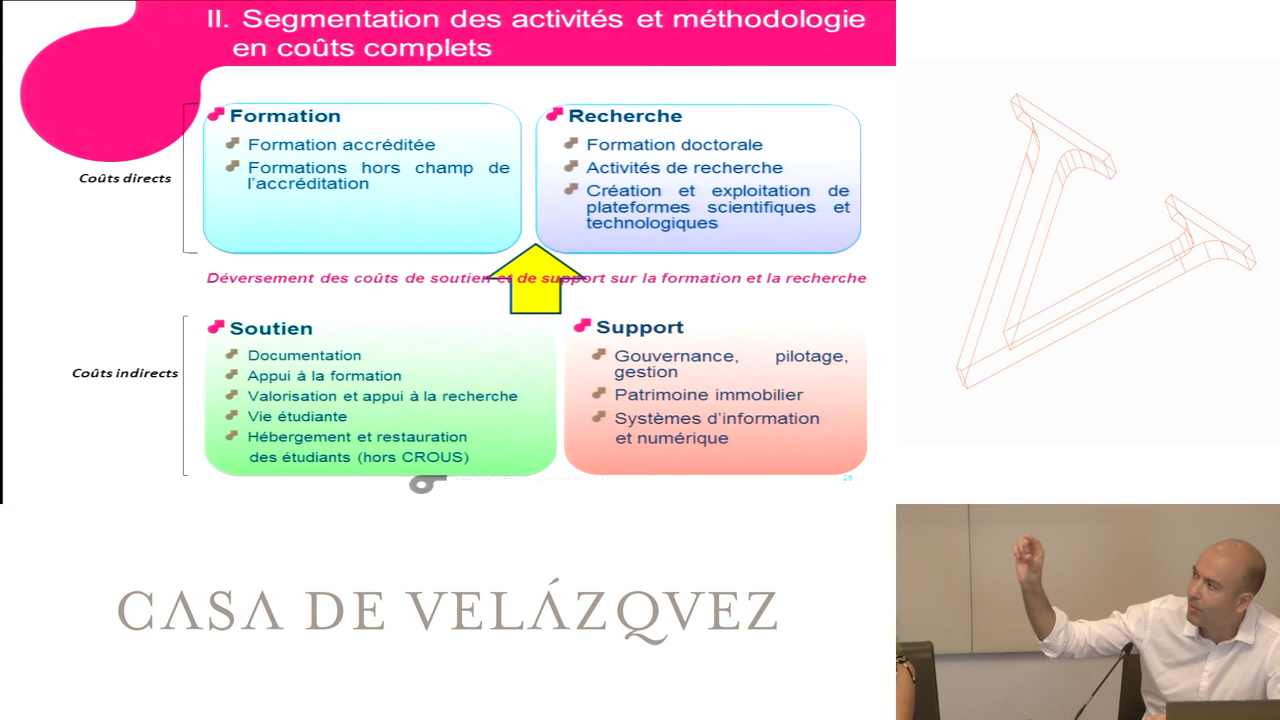 II. Segmentation des activités et méthodologie
en coûts complets
Coûts directs
Formation
Formation accréditée
Formations hors champ de
l'accréditation
Recherche
Formation doctorale
Activités de recherche
Création et exploitation de
plateformes scientifiques et
technologiques
Déversement des coûts de soutien et de support sur la formation et la recherche
Coûts indirects
Soutien
Documentation
Appui à la formation
Valorisation et appui à la recherche
Vie étudiante
Hébergement et restauration
des étudiants (hors CROUS)
Support
Gouvernance, pilotage,
gestion
Patrimoine immobilier
Systèmes d'information
et numérique
CASA DE VELÁZQVEZ